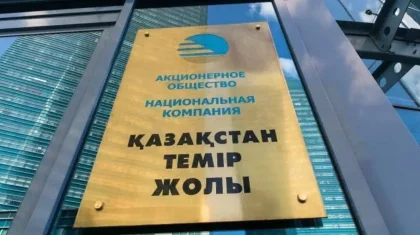 АКЦИОНЕРНОЕ
ОБЩЕСТВО
НАЦИОНАЛЬНАЯ
КОМПАНИЯ
ҚАЗАҚСТАН
ТЕМІР
ЖОЛЫ